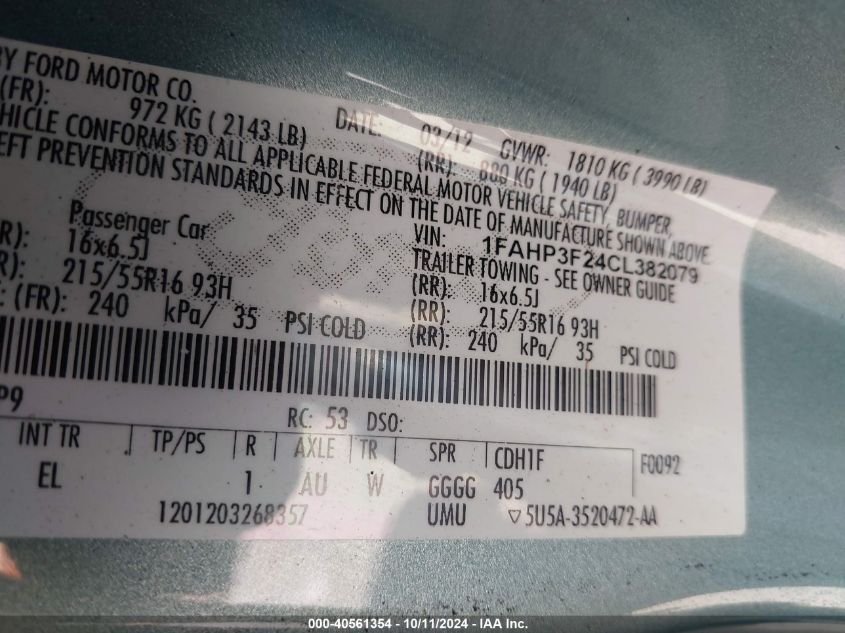 BY FORD MOTOR CO.
(FR): 972 KG ( 2143 LB) DATE: 03/12 GVWR: 1810 KG ( 3990 LB)
(RR): 880 KG ( 1940 LB)
VEHICLE CONFORMS TO ALL APPLICABLE FEDERAL MOTOR VEHICLE SAFETY, BUMPER,
EFT PREVENTION STANDARDS IN EFFECT ON THE DATE OF MANUFACTURE SHOWN ABOVE.
VIN: 1FAHP3F24CL382079
Passenger Car TRAILER TOWING - SEE OWNER GUIDE
R): 16x6.5J (RR): 16x6.5J
R): 215/55R16 93H (RR): 215/55R16 93H
(FR): 240 kPa/ 35 PSI COLD (RR): 240 kPa/ 35 PSI COLD
P9 RC: 53 DSO:
INT TR TP/PS R AXLE TR SPR CDH1F F0092
EL 1 AU W GGGG 405
1201203268357 UMU ▽ 5U5A-3520472-AA
000-40561354 - 10/11/2024 - IAA Inc.